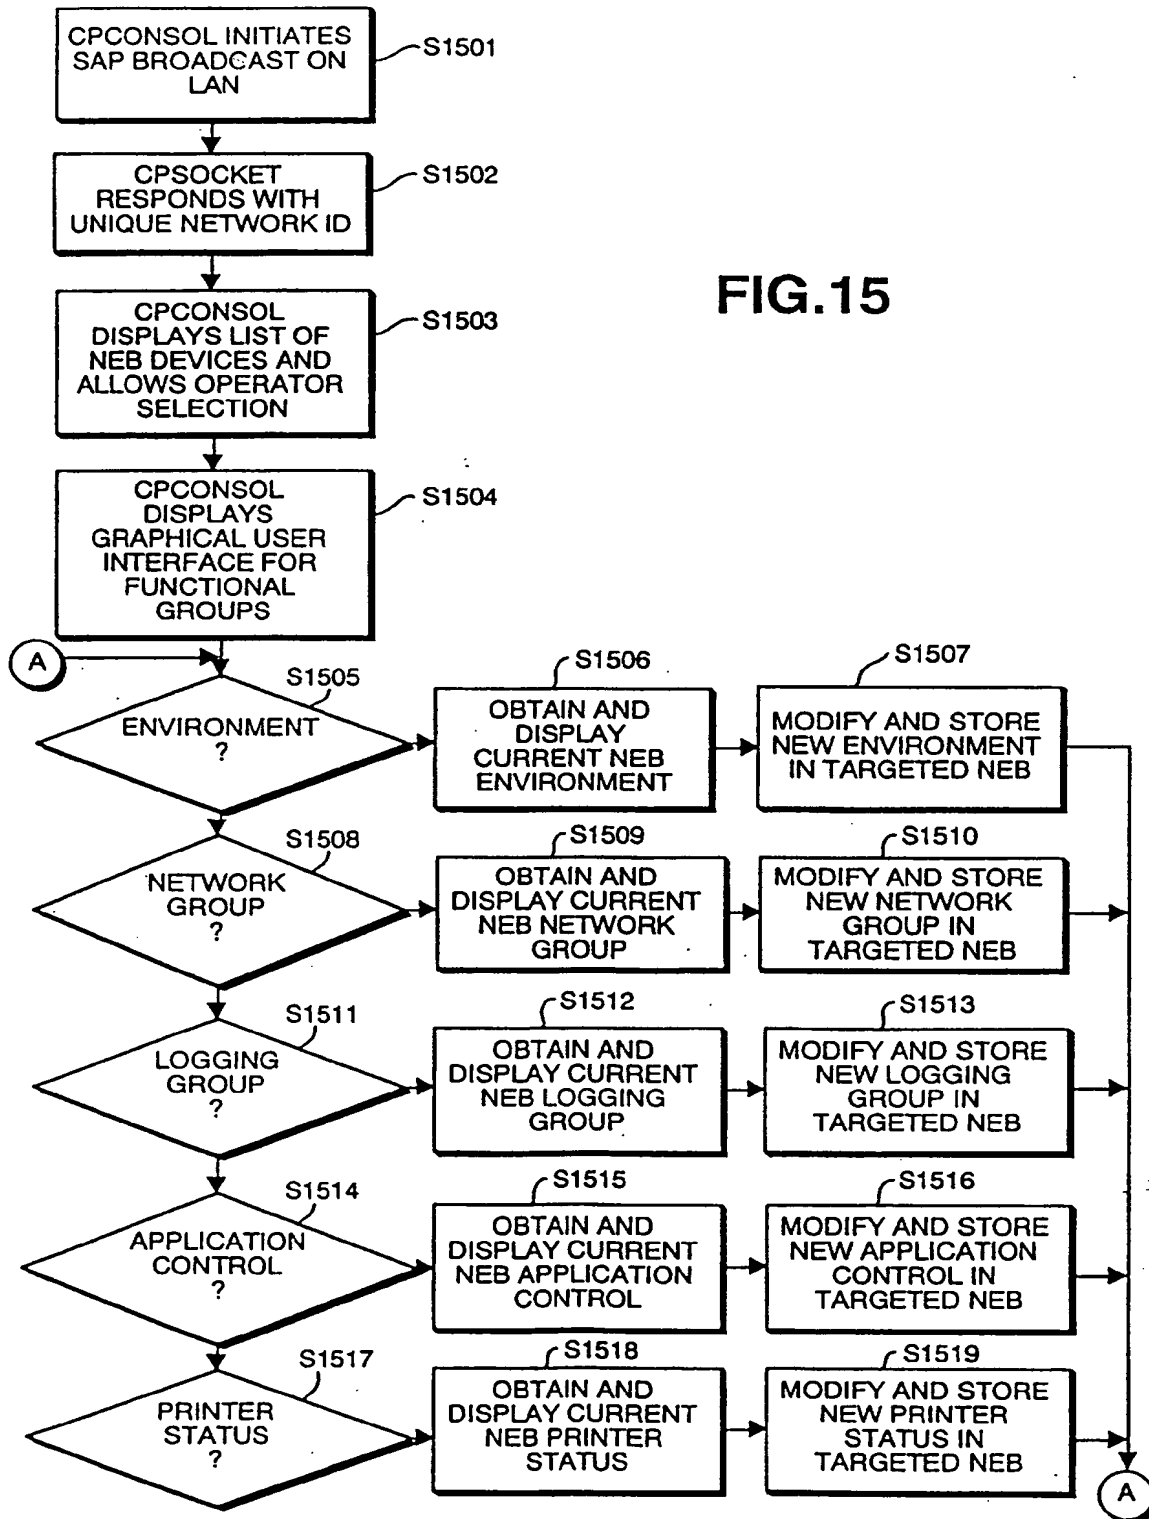 CPCONSOL INITIATES
SAP BROADCAST ON
LAN
S1501
CPSOCKET
RESPONDS WITH
UNIQUE NETWORK ID
S1502
FIG.15
CPCONSOL
DISPLAYS LIST OF
NEB DEVICES AND
ALLOWS OPERATOR
SELECTION
S1503
CPCONSOL
DISPLAYS
GRAPHICAL USER
INTERFACE FOR
FUNCTIONAL
GROUPS
S1504
A
S1505
ENVIRONMENT
?
S1506
OBTAIN AND
DISPLAY
CURRENT NEB
ENVIRONMENT
S1507
MODIFY AND STORE
NEW ENVIRONMENT
IN TARGETED NEB
S1508
NETWORK
GROUP
?
S1509
OBTAIN AND
DISPLAY CURRENT
NEB NETWORK
GROUP
S1510
MODIFY AND STORE
NEW NETWORK
GROUP IN
TARGETED NEB
S1511
LOGGING
GROUP
?
S1512
OBTAIN AND
DISPLAY CURRENT
NEB LOGGING
GROUP
S1513
MODIFY AND STORE
NEW LOGGING
GROUP IN
TARGETED NEB
S1514
APPLICATION
CONTROL
?
S1515
OBTAIN AND
DISPLAY CURRENT
NEB APPLICATION
CONTROL
S1516
MODIFY AND STORE
NEW APPLICATION
CONTROL IN
TARGETED NEB
S1517
PRINTER
STATUS
?
S1518
OBTAIN AND
DISPLAY CURRENT
NEB PRINTER
STATUS
S1519
MODIFY AND STORE
NEW PRINTER
STATUS IN
TARGETED NEB
A